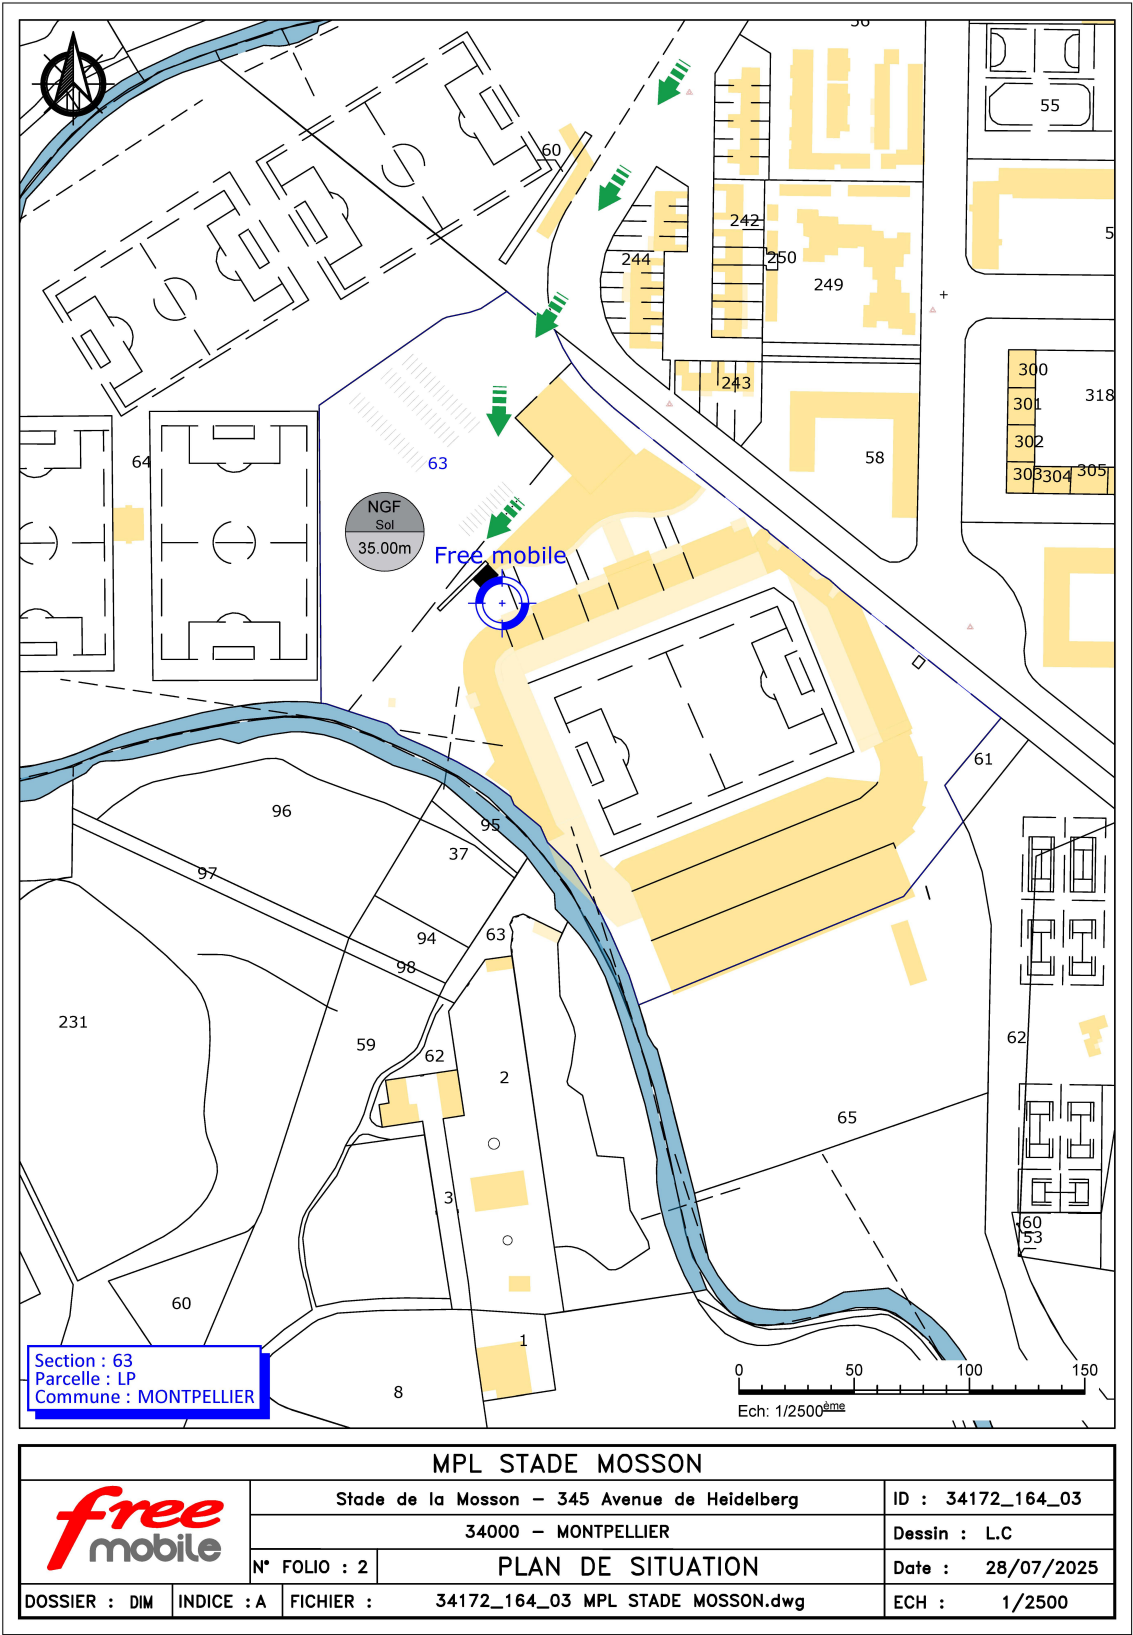 56
55
60
5
242
244
250
249
300
243
318
301
302
63
64
58
303
304
305
NGF
Sol
35.00m
Free mobile
61
96
95
37
97
94
63
98
231
59
62
62
2
65
3
60
53
60
1
8
Section : 63
Parcelle : LP
Commune : MONTPELLIER
0 50 100 150
Ech: 1/2500ème
MPL STADE MOSSON
free mobile
Stade de la Mosson – 345 Avenue de Heidelberg
ID : 34172_164_03
34000 – MONTPELLIER
Dessin : L.C
N° FOLIO : 2
PLAN DE SITUATION
Date : 28/07/2025
DOSSIER : DIM
INDICE : A
FICHIER : 34172_164_03 MPL STADE MOSSON.dwg
ECH : 1/2500